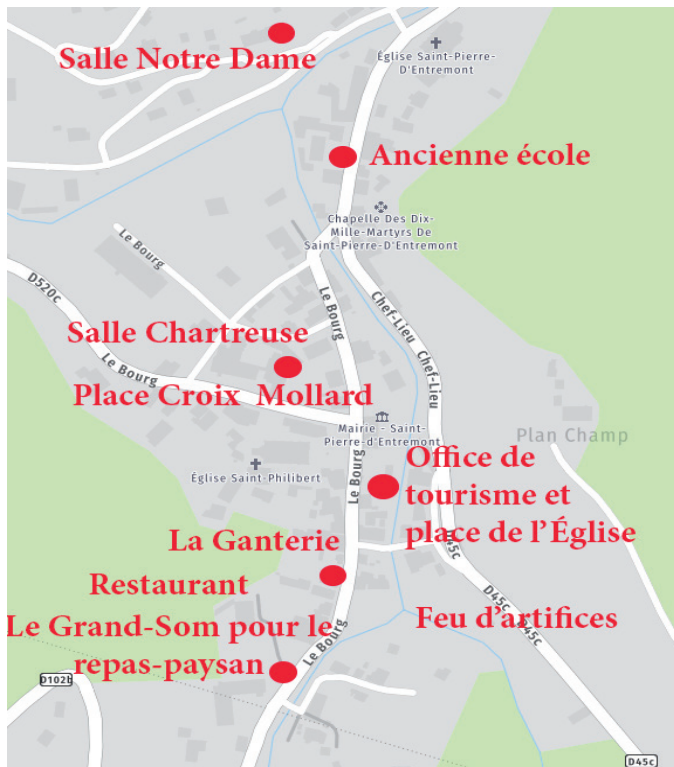 Salle Notre Dame
Église Saint-Pierre-
D'Entremont
Ancienne école
Chapelle Des Dix-
Mille-Martyrs De
Saint-Pierre-D'Entremont
Le Bourg
D520c
Le Bourg
Chef-Lieu
Chef-Lieu
Salle Chartreuse
Le Bourg
Place Croix Mollard
Mairie - Saint-
Pierre-d'Entremont
Plan Champ
Église Saint-Philibert
Le Bourg
Office de
tourisme et
place de l'Église
La Ganterie
D45c
Restaurant
D45c
D45c
Feu d'artifices
Le Grand-Som pour le
repas-paysan
Le Bourg
D102b
D45c